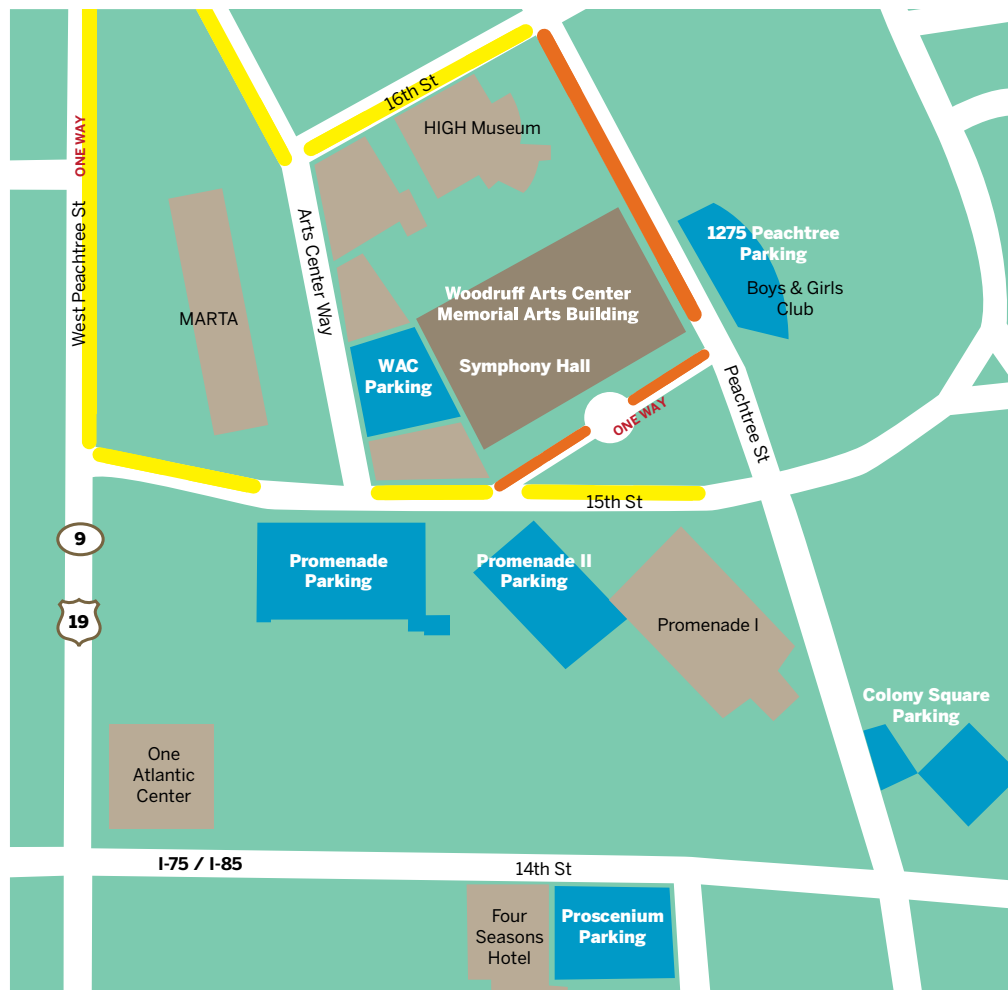 16th St
HIGH Museum
ONE WAY
West Peachtree St
Arts Center Way
MARTA
1275 Peachtree
Parking
Boys & Girls
Club
Woodruff Arts Center
Memorial Arts Building
Symphony Hall
WAC
Parking
ONE WAY
Peachtree St
15th St
9
19
Promenade
Parking
Promenade II
Parking
Promenade I
Colony Square
Parking
One
Atlantic
Center
I-75 / I-85
14th St
Four
Seasons
Hotel
Proscenium
Parking